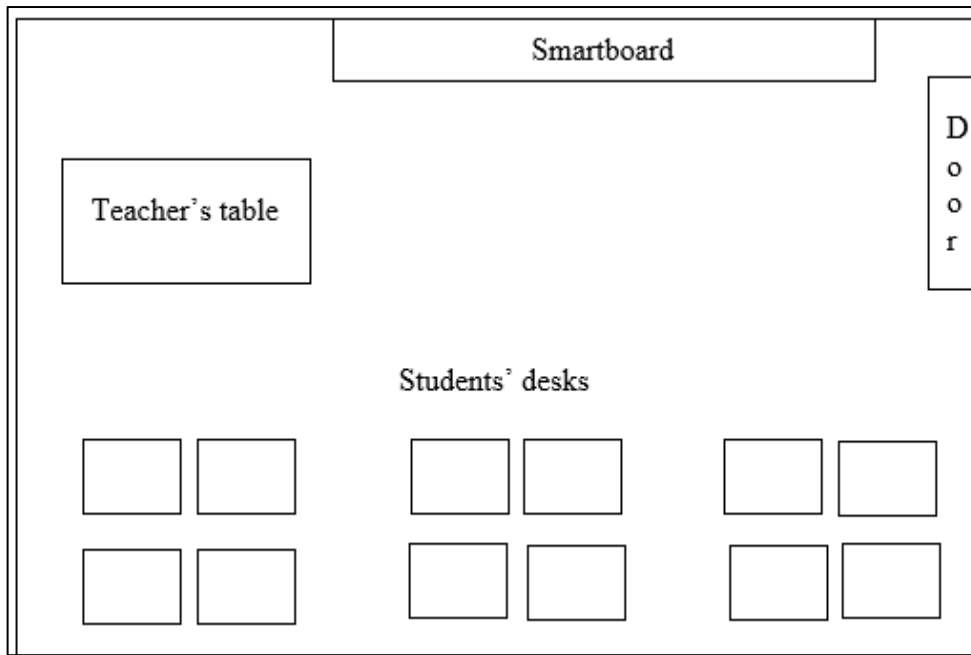 Smartboard
D
o
o
r
Teacher’s table
Students’ desks